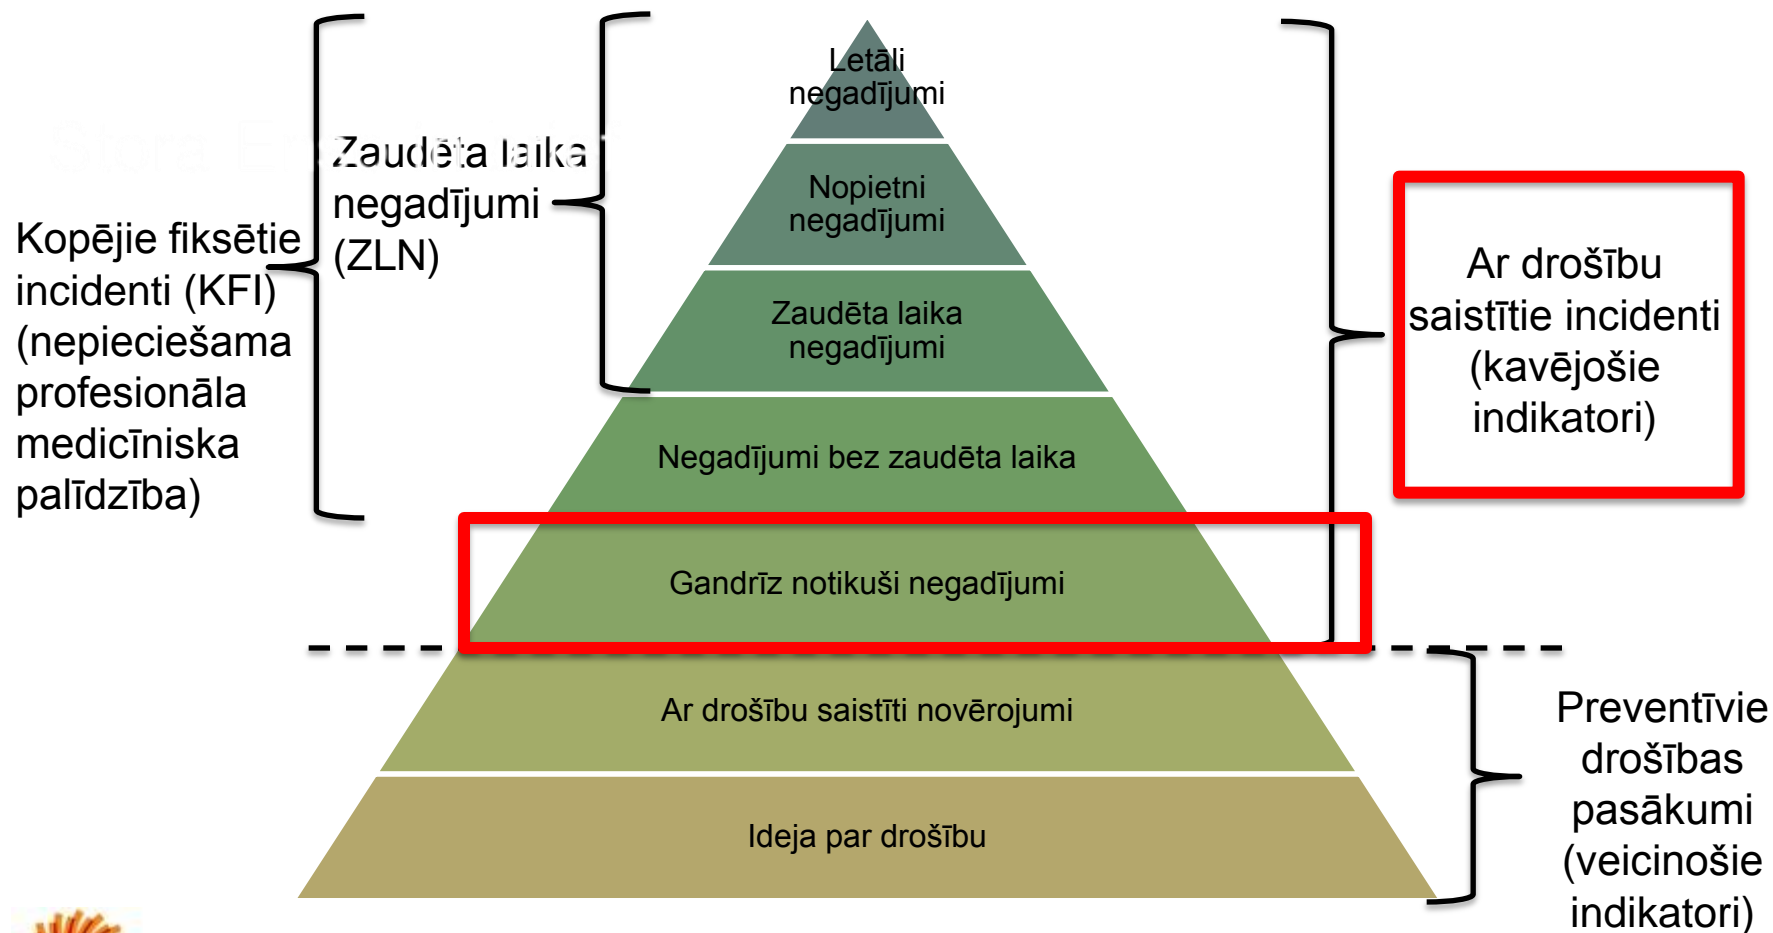 Letāli
negadījumi
Nopietni
negadījumi
Zaudēta laika
negadījumi
Negadījumi bez zaudēta laika
Gandrīz notikuši negadījumi
Ar drošību saistīti novērojumi
Ideja par drošību
Kopējie fiksētie
incidenti (KFI)
(nepieciešama
profesionāla
medicīniska
palīdzība)
Zaudēta laika
negadījumi
(ZLN)
Ar drošību
saistītie incidenti
(kavējošie
indikatori)
Preventīvie
drošības
pasākumi
(veicinošie
indikatori)
Stora